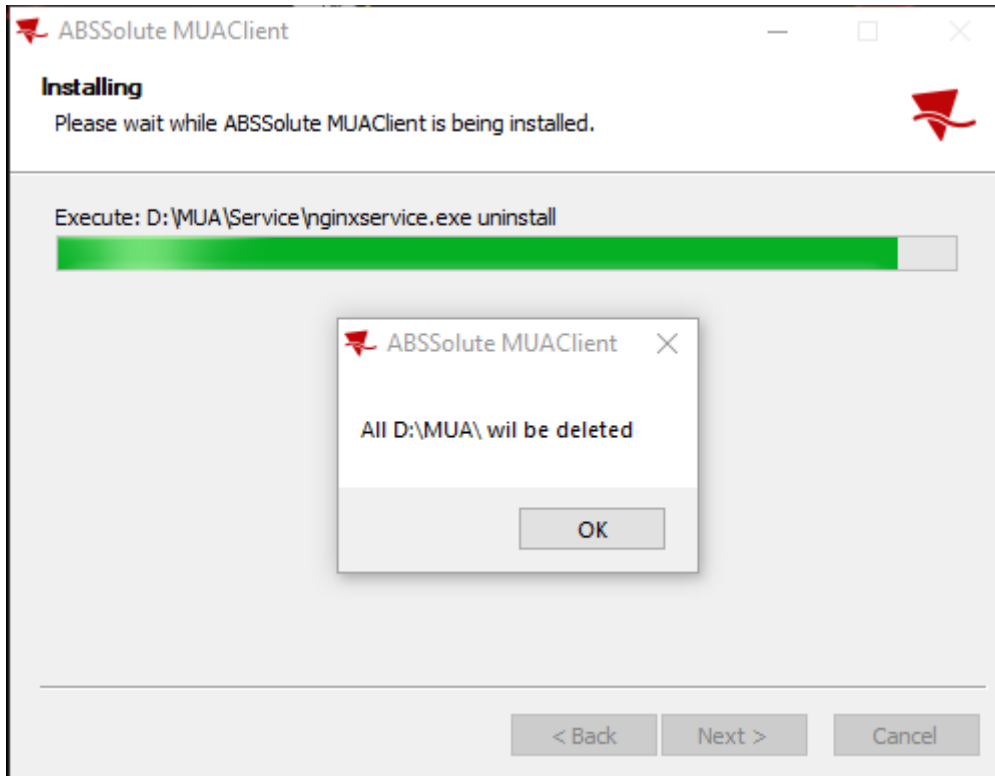 ABSSolute MUAClient
Installing
Please wait while ABSSolute MUAClient is being installed.
Execute: D:\MUA\Service\nginxservice.exe uninstall
ABSSolute MUAClient
All D:\MUA\ wil be deleted
OK
< Back
Next >
Cancel